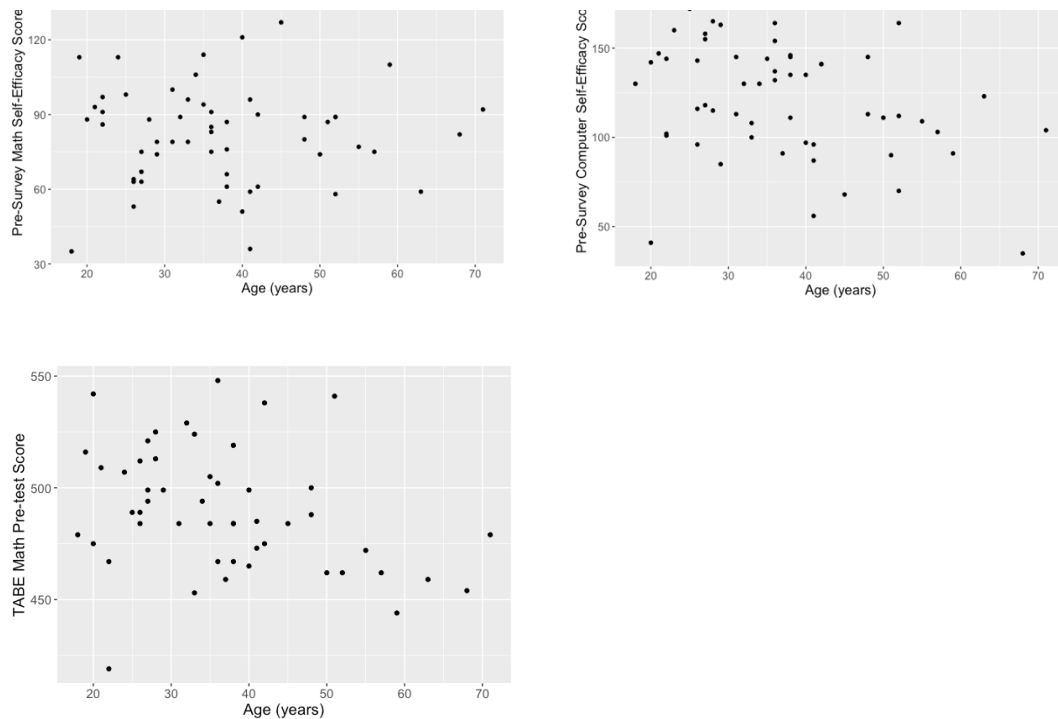 Pre-Survey Math Self-Efficacy Score
120
90
60
30
20 30 40 50 60 70
Age (years)
Pre-Survey Computer Self-Efficacy
150
100
50
20 30 40 50 60 70
Age (years)
TABE Math Pre-test Score
550
500
450
20 30 40 50 60 70
Age (years)